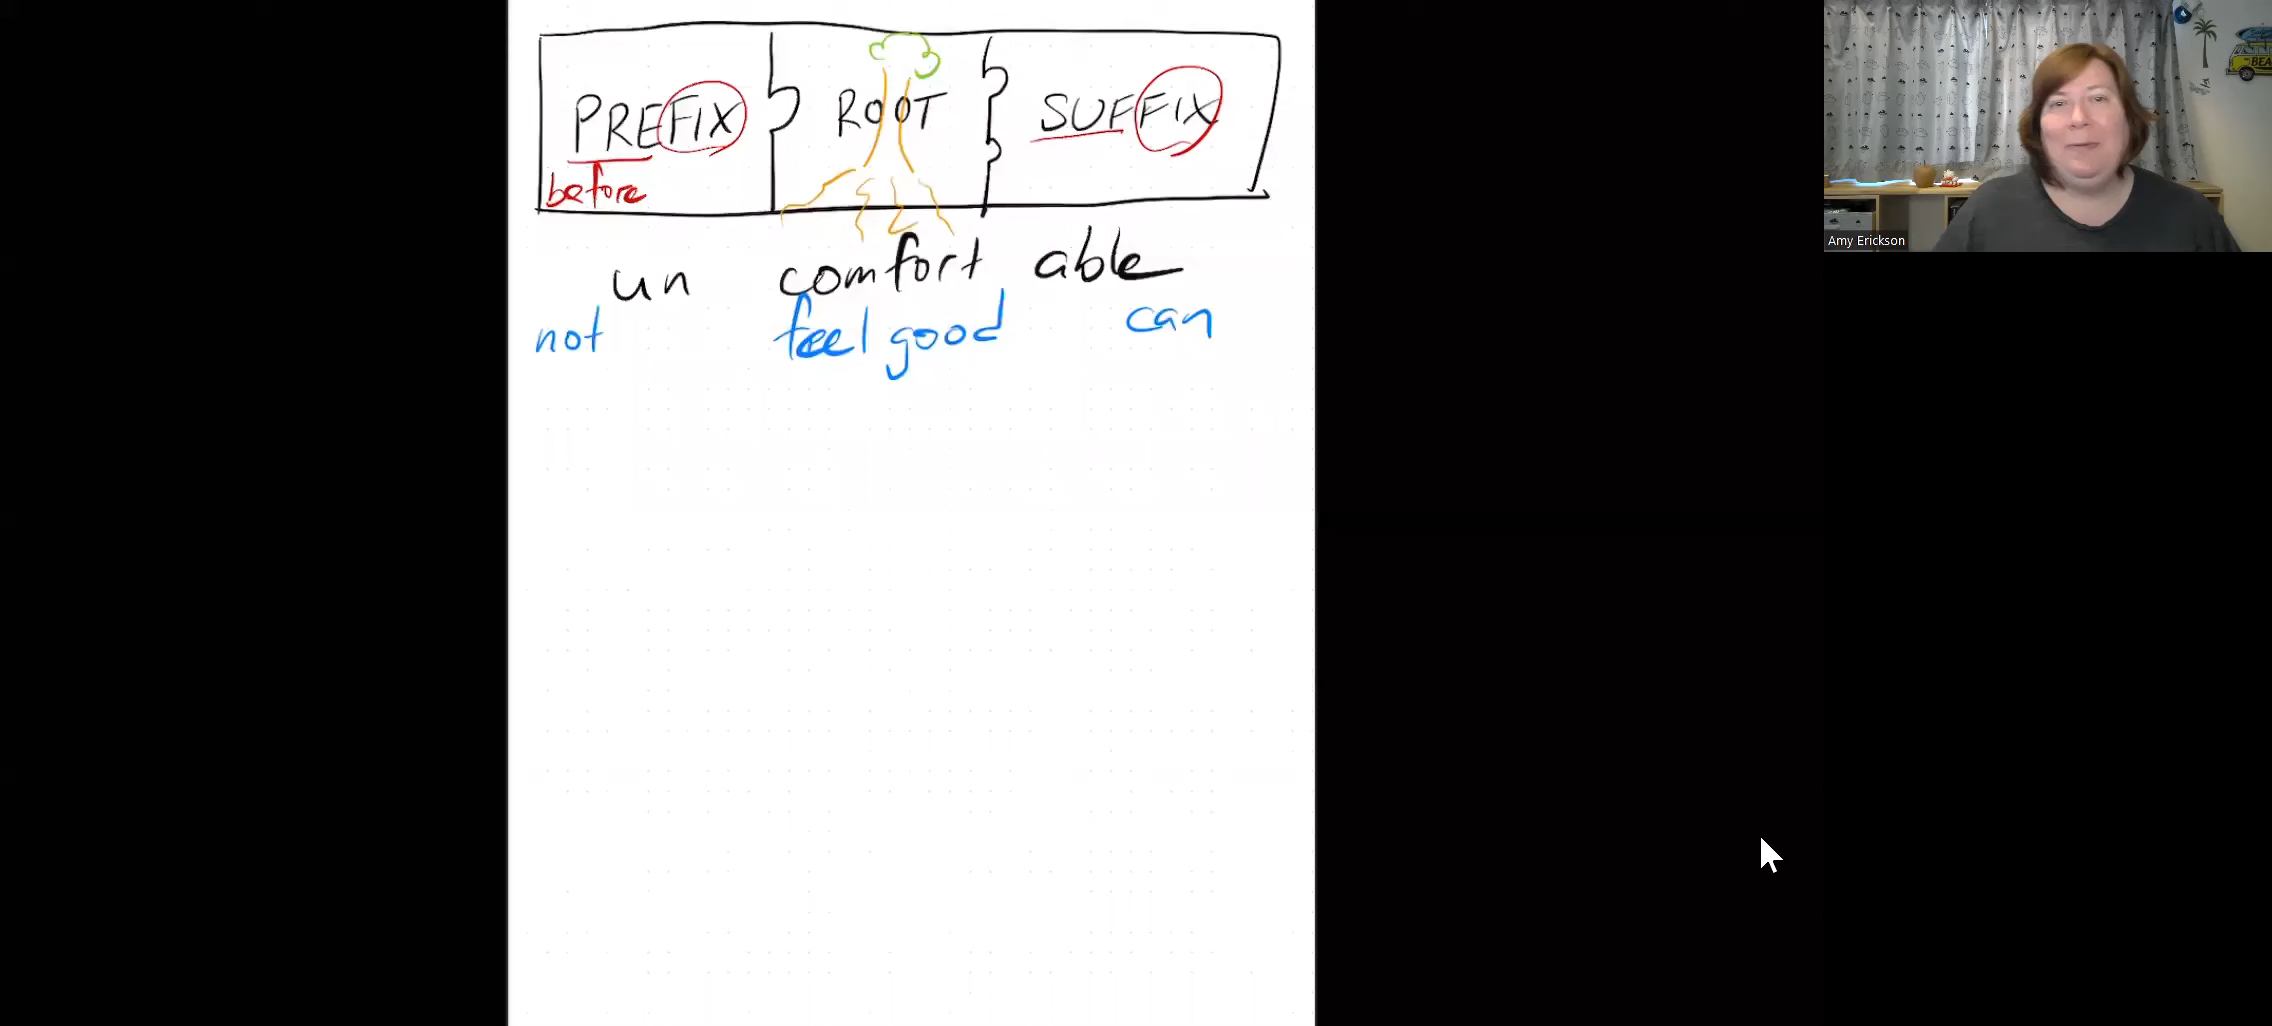 PREFIX ROOT SUFFIX
before
un comfort able
not feel good can
Amy Erickson